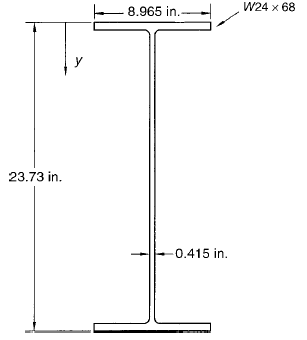 8.965 in.
W24 × 68
y
23.73 in.
0.415 in.